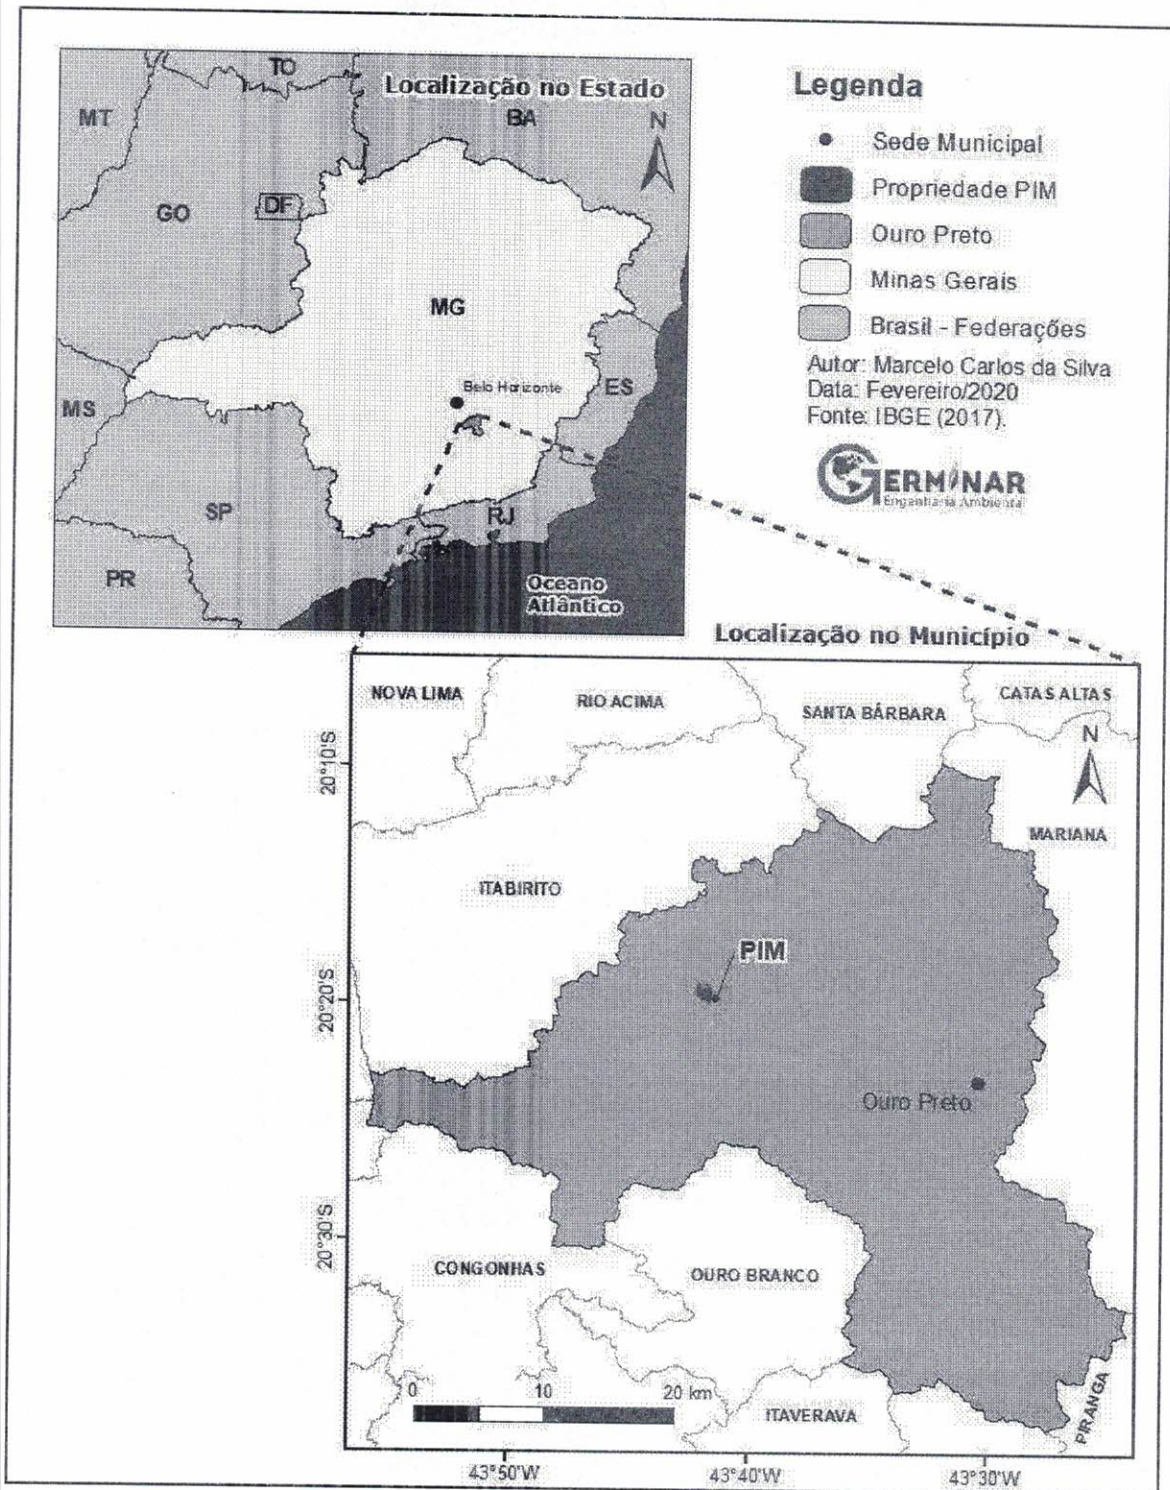 Localização no Estado
TO
MT
BA
N
GO
DF
MG
Belo Horizonte
MS
ES
SP
RJ
PR
Oceano
Atlântico
Legenda
Sede Municipal
Propriedade PIM
Ouro Preto
Minas Gerais
Brasil - Federações
Autor: Marcelo Carlos da Silva
Data: Fevereiro/2020
Fonte: IBGE (2017).
GERMINAR
Engenharia Ambiental
Localização no Município
NOVA LIMA
RIO ACIMA
SANTA BÁRBARA
CATAS ALTAS
N
20°10'S
MARIANA
ITABIRITO
PIM
20°20'S
Ouro Preto
20°30'S
CONGONHAS
OURO BRANCO
0 10 20 km
ITAVERAVA
PIRANGA
43°50'W 43°40'W 43°30'W